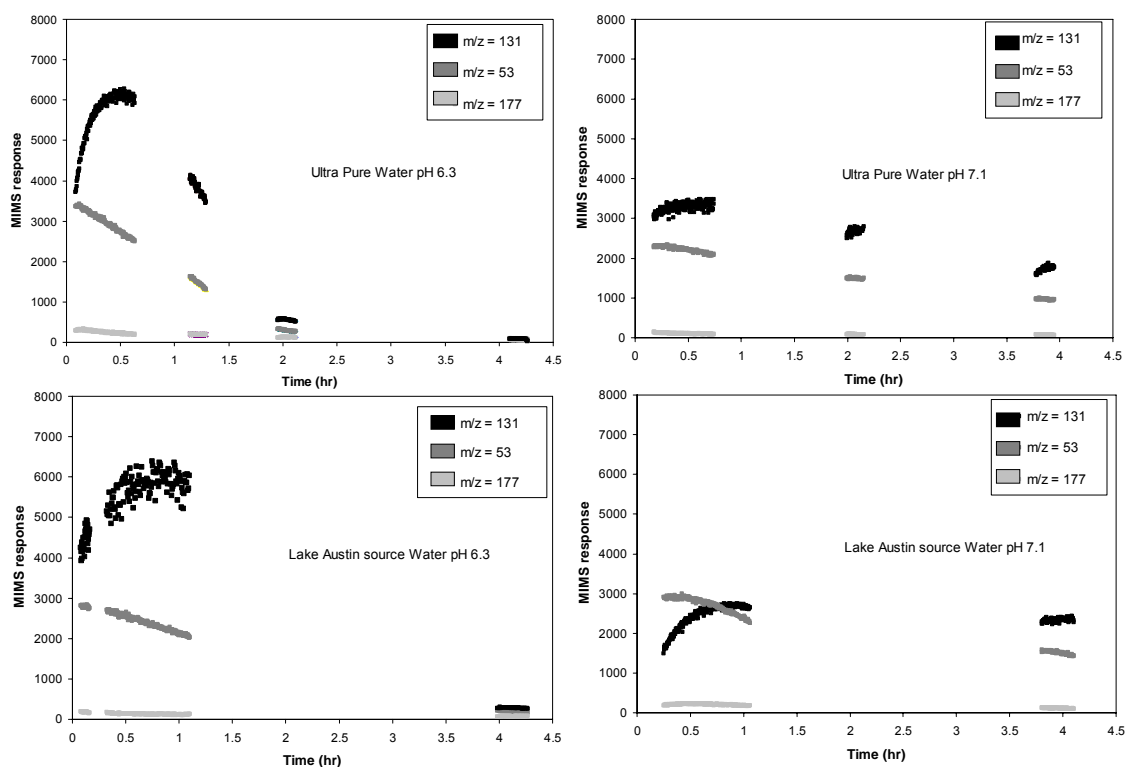 8000
7000
6000
5000
4000
3000
2000
1000
0
MIMS response
m/z = 131
m/z = 53
m/z = 177
Ultra Pure Water pH 6.3
0 0.5 1 1.5 2 2.5 3 3.5 4 4.5
Time (hr)
8000
7000
6000
5000
4000
3000
2000
1000
0
MIMS response
m/z = 131
m/z = 53
m/z = 177
Ultra Pure Water pH 7.1
0 0.5 1 1.5 2 2.5 3 3.5 4 4.5
Time (hr)
8000
7000
6000
5000
4000
3000
2000
1000
0
MIMS response
m/z = 131
m/z = 53
m/z = 177
Lake Austin source Water pH 6.3
0 0.5 1 1.5 2 2.5 3 3.5 4 4.5
Time (hr)
8000
7000
6000
5000
4000
3000
2000
1000
0
MIMS response
m/z = 131
m/z = 53
m/z = 177
Lake Austin source Water pH 7.1
0 0.5 1 1.5 2 2.5 3 3.5 4 4.5
Time (hr)